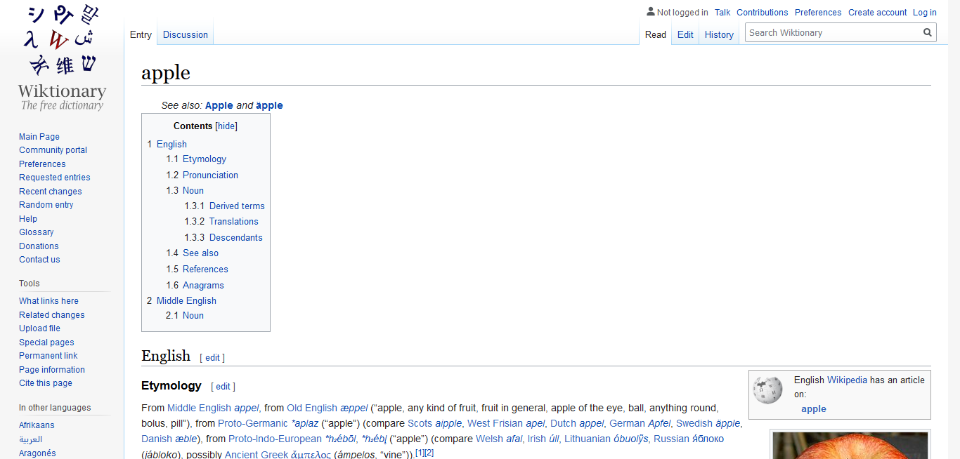 Not logged in Talk Contributions Preferences Create account Log in
Entry Discussion Read Edit History Search Wiktionary
シ
말
λ W ش
维 ש
Wiktionary
The free dictionary
Main Page
Community portal
Preferences
Requested entries
Recent changes
Random entry
Help
Glossary
Donations
Contact us
Tools
What links here
Related changes
Upload file
Special pages
Permanent link
Page information
Cite this page
In other languages
Afrikaans
العربية
Aragonés
apple
See also: Apple and äpple
Contents [hide]
1 English
1.1 Etymology
1.2 Pronunciation
1.3 Noun
1.3.1 Derived terms
1.3.2 Translations
1.3.3 Descendants
1.4 See also
1.5 References
1.6 Anagrams
2 Middle English
2.1 Noun
English [ edit ]
Etymology [ edit ]
From Middle English appel, from Old English æppel (“apple, any kind of fruit, fruit in general, apple of the eye, ball, anything round,
bolus, pill”), from Proto-Germanic *aplaz (“apple”) (compare Scots aipple, West Frisian apel, Dutch appel, German Apfel, Swedish äpple,
Danish æble), from Proto-Indo-European *h₂ébōl, *h₂ébl̥ (“apple”) (compare Welsh afal, Irish úll, Lithuanian óbuolỹs, Russian я́блоко
(jábloko), possibly Ancient Greek ἄμπελος (ámpelos, “vine”)).[1][2]
English Wikipedia has an article
on:
apple